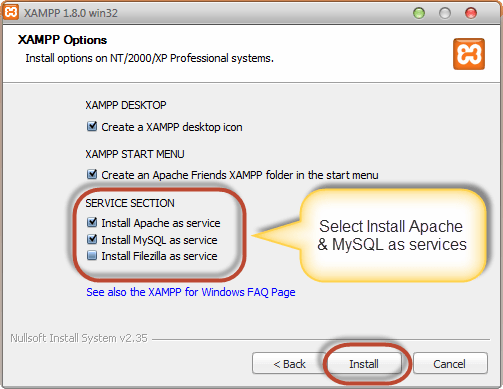 XAMPP 1.8.0 win32
XAMPP Options
Install options on NT/2000/XP Professional systems.
XAMPP DESKTOP
Create a XAMPP desktop icon
XAMPP START MENU
Create an Apache Friends XAMPP folder in the start menu
SERVICE SECTION
Install Apache as service
Install MySQL as service
Install Filezilla as service
Select Install Apache
& MySQL as services
See also the XAMPP for Windows FAQ Page
Nullsoft Install System v2.35
< Back
Install
Cancel